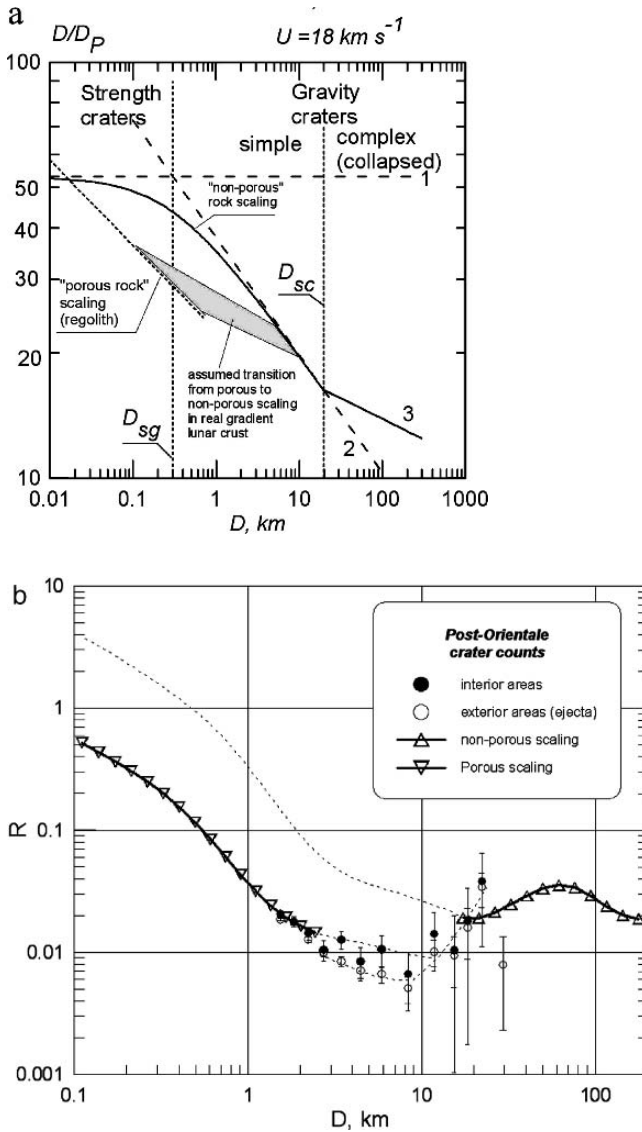 a
D/D_P
U = 18 km s^-1
100
50
40
30
20
10
Strength
craters
Gravity
craters
simple
complex
(collapsed)
1
"non-porous"
rock scaling
D_sc
"porous rock"
scaling
(regolith)
assumed transition
from porous to
non-porous scaling
in real gradient
lunar crust
D_sg
3
2
0.01 0.1 1 10 100 1000
D, km
b
10
1
0.1
0.01
0.001
R
Post-Orientale
crater counts
interior areas
exterior areas (ejecta)
non-porous scaling
Porous scaling
0.1 1 10 100
D, km